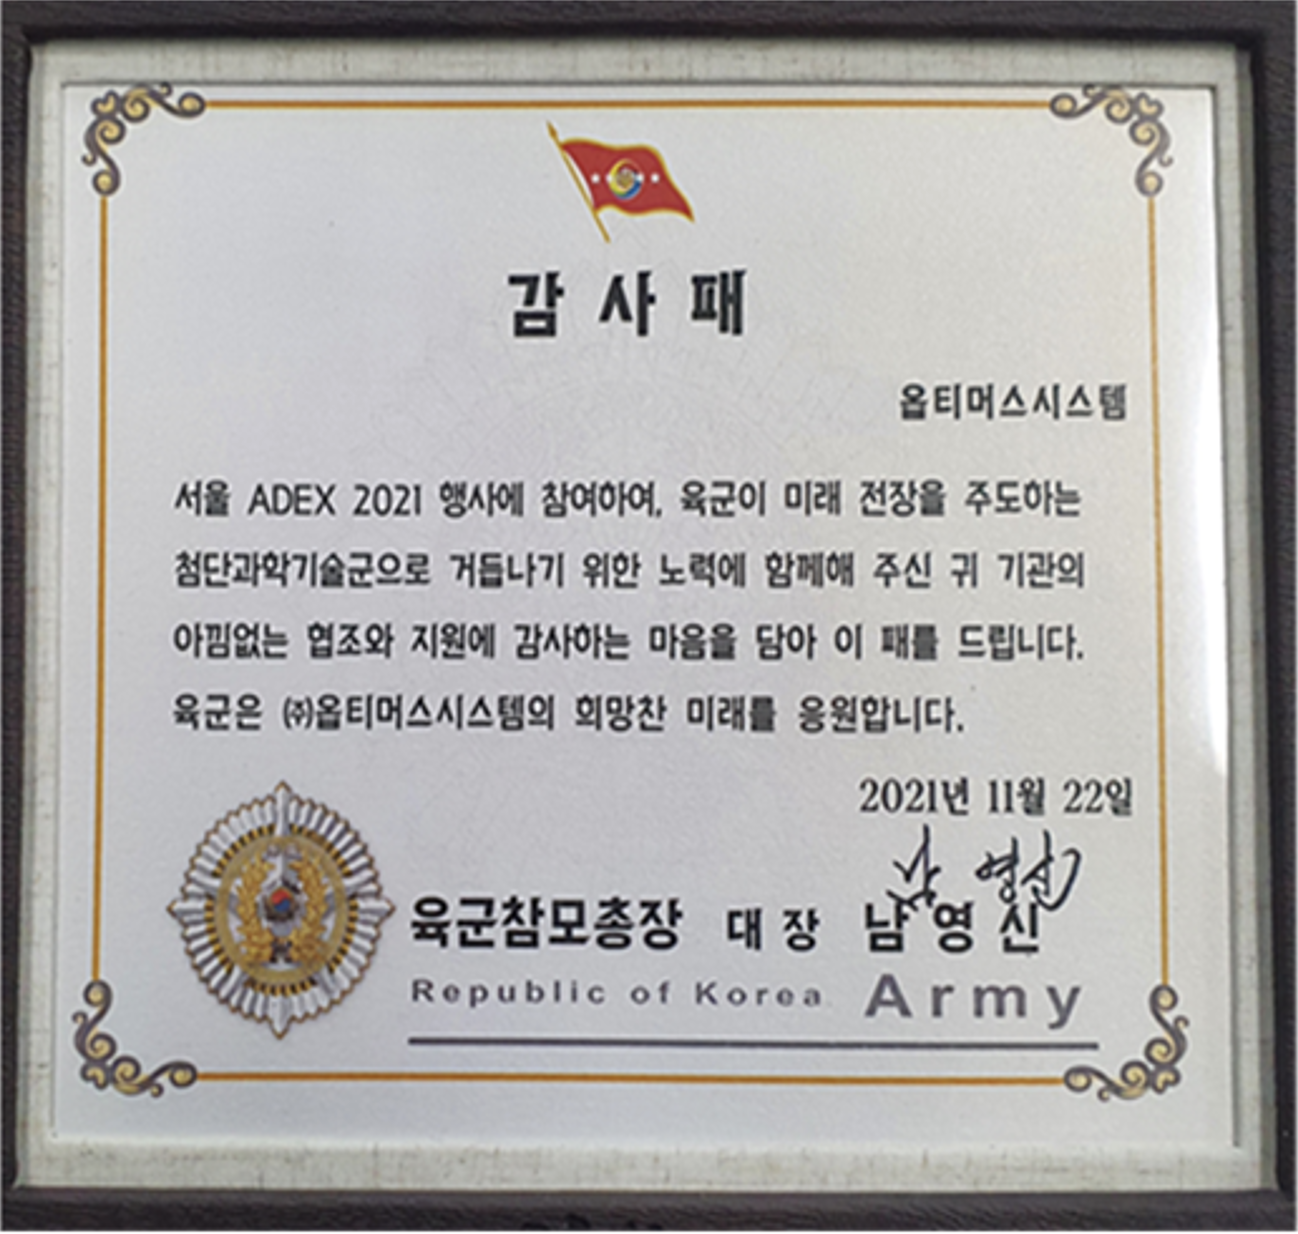 감사패
옵티머스시스템
서울 ADEX 2021 행사에 참여하여, 육군이 미래 전장을 주도하는
첨단과학기술군으로 거듭나기 위한 노력에 함께해 주신 귀 기관의
아낌없는 협조와 지원에 감사하는 마음을 담아 이 패를 드립니다.
육군은 ㈜옵티머스시스템의 희망찬 미래를 응원합니다.
2021년 11월 22일
남영신
육군참모총장 대장 남영신
Republic of Korea Army